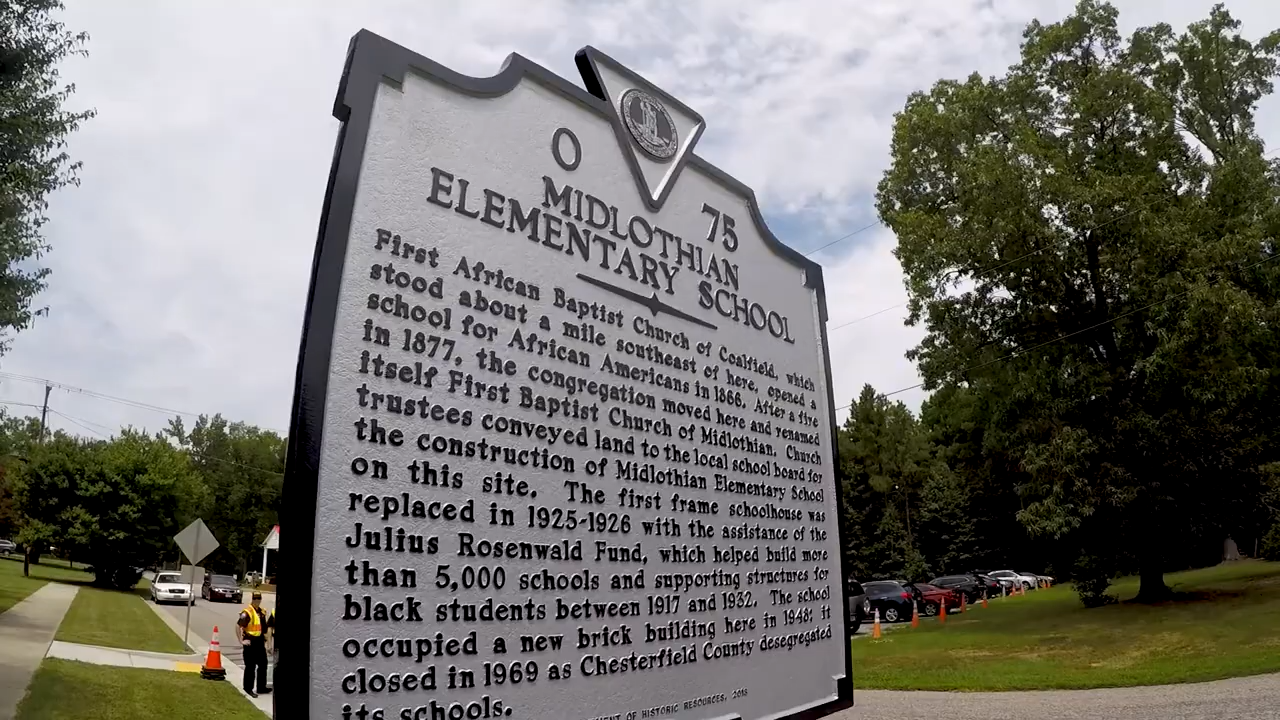 O 75
MIDLOTHIAN
ELEMENTARY SCHOOL
First African Baptist Church of Coalfield, which
stood about a mile southeast of here, opened a
school for African Americans in 1866. After a fire
in 1877, the congregation moved here and renamed
itself First Baptist Church of Midlothian. Church
trustees conveyed land to the local school board for
the construction of Midlothian Elementary School
on this site. The first frame schoolhouse was
replaced in 1925-1926 with the assistance of the
Julius Rosenwald Fund, which helped build more
than 5,000 schools and supporting structures for
black students between 1917 and 1932. The school
occupied a new brick building here in 1948; it
closed in 1969 as Chesterfield County desegregated
its schools.
OF HISTORIC RESOURCES, 2018